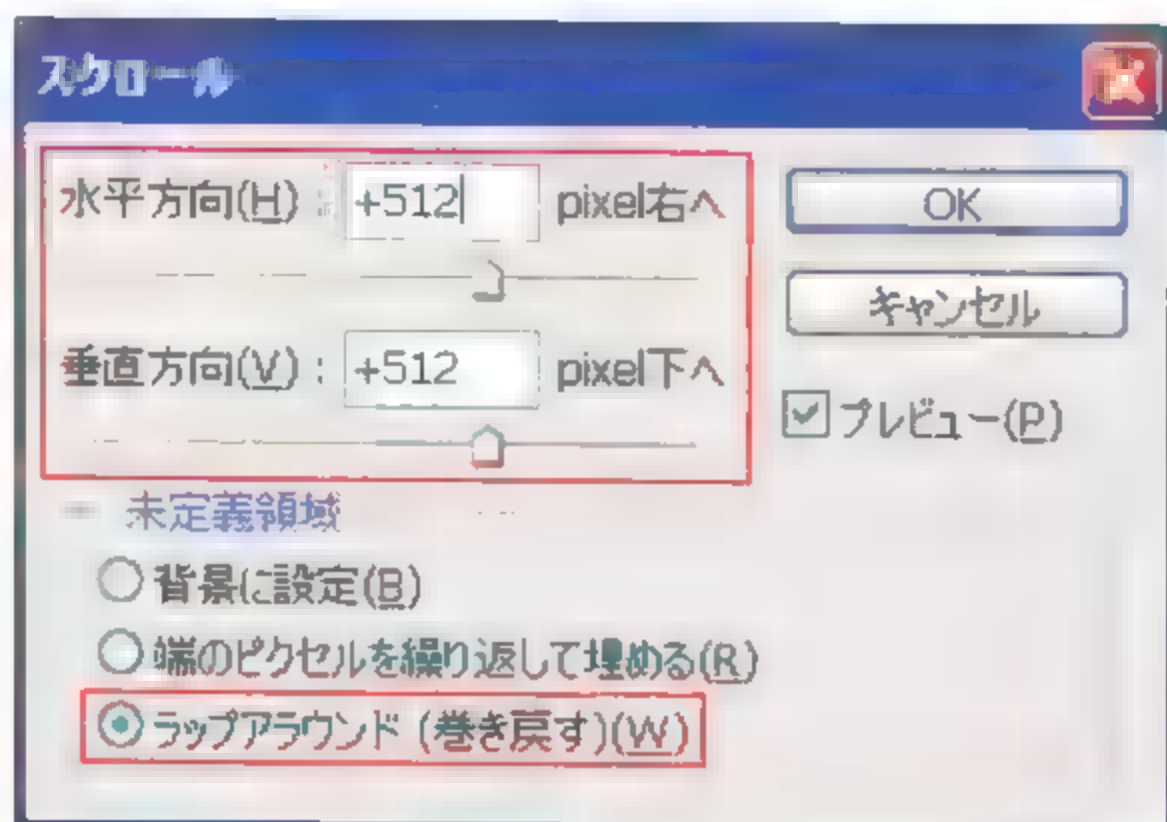 スクロール
水平方向(H) : +512 pixel右へ
OK
キャンセル
垂直方向(V) : +512 pixel下へ
プレビュー(P)
未定義領域
背景に設定(B)
端のピクセルを繰り返して埋める(R)
ラップアラウンド (巻き戻す)(W)